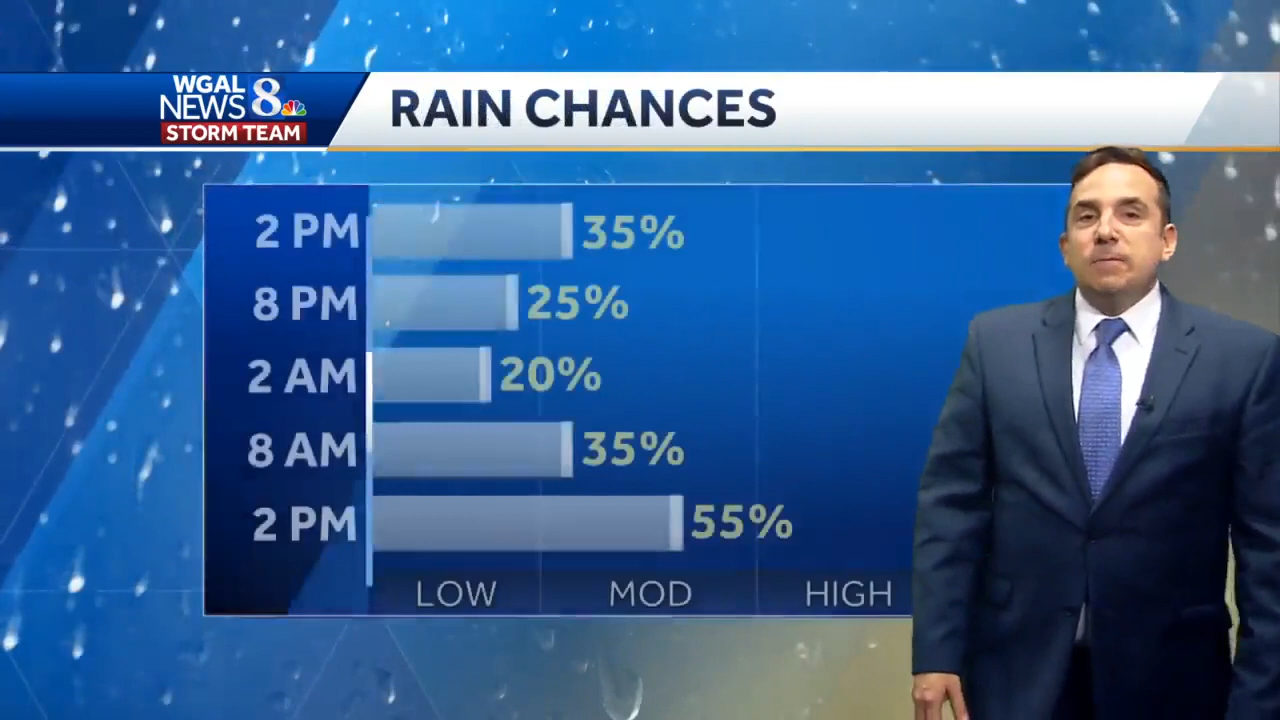 WGAL
NEWS 8
STORM TEAM
RAIN CHANCES
2 PM 35%
8 PM 25%
2 AM 20%
8 AM 35%
2 PM 55%
LOW MOD HIGH